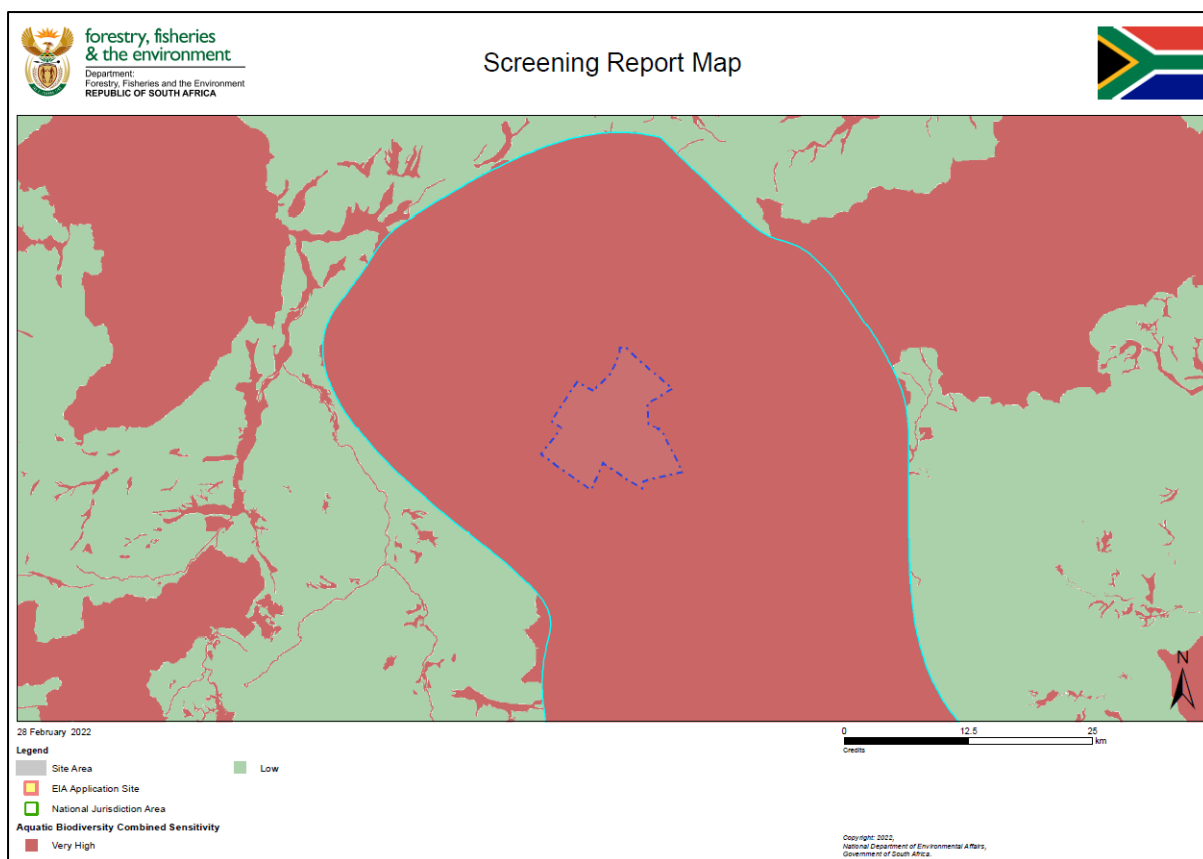 forestry, fisheries
& the environment
Department:
Forestry, Fisheries and the Environment
REPUBLIC OF SOUTH AFRICA
Screening Report Map
N
28 February 2022
0 12.5 25
km
Credits
Legend
Site Area
Low
EIA Application Site
National Jurisdiction Area
Aquatic Biodiversity Combined Sensitivity
Very High
Copyright: 2022,
National Department of Environmental Affairs,
Government of South Africa.